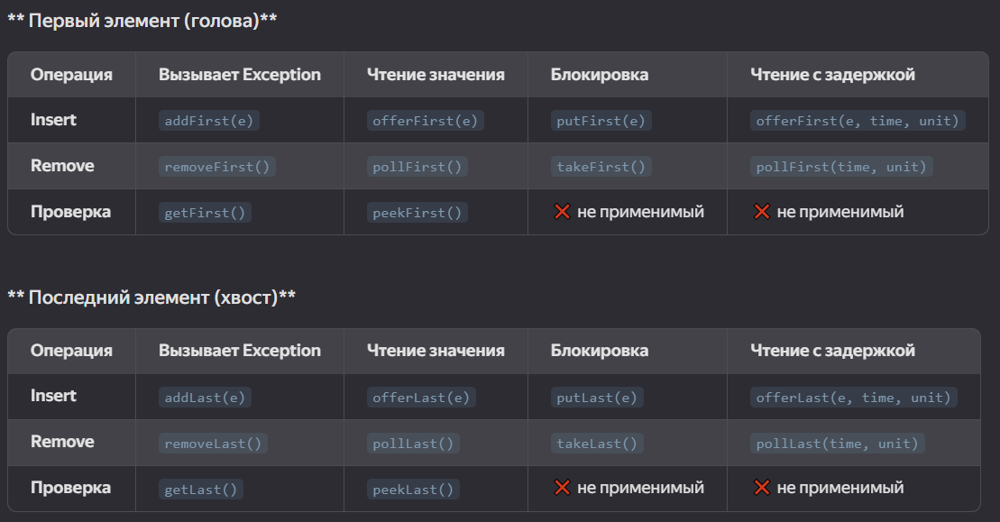 ** Первый элемент (голова)**
Операция Вызывает Exception Чтение значения Блокировка Чтение с задержкой
Insert addFirst(e) offerFirst(e) putFirst(e) offerFirst(e, time, unit)
Remove removeFirst() pollFirst() takeFirst() pollFirst(time, unit)
Проверка getFirst() peekFirst() ❌ не применимый ❌ не применимый
** Последний элемент (хвост)**
Операция Вызывает Exception Чтение значения Блокировка Чтение с задержкой
Insert addLast(e) offerLast(e) putLast(e) offerLast(e, time, unit)
Remove removeLast() pollLast() takeLast() pollLast(time, unit)
Проверка getLast() peekLast() ❌ не применимый ❌ не применимый